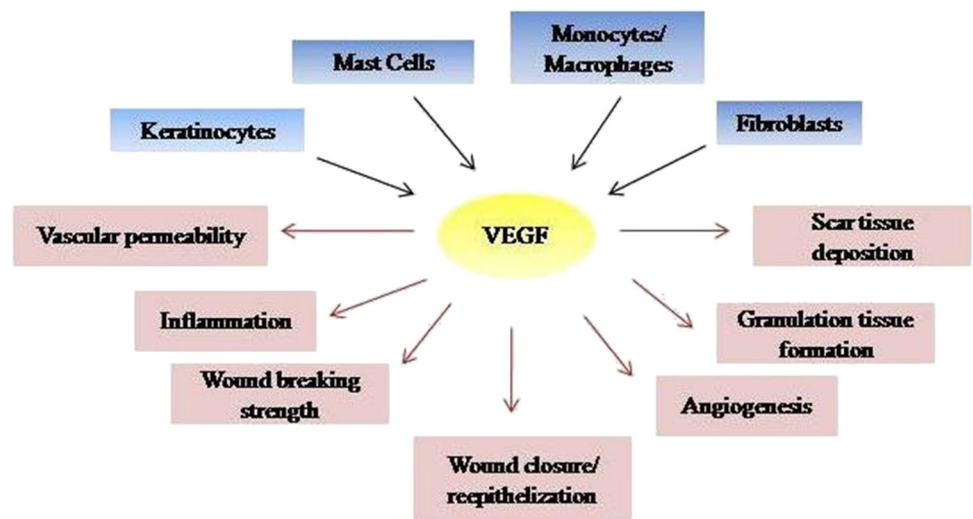 Monocytes/
Macrophages
Mast Cells
Keratinocytes
Fibroblasts
VEGF
Vascular permeability
Scar tissue
deposition
Inflammation
Granulation tissue
formation
Wound breaking
strength
Angiogenesis
Wound closure/
reepithelization